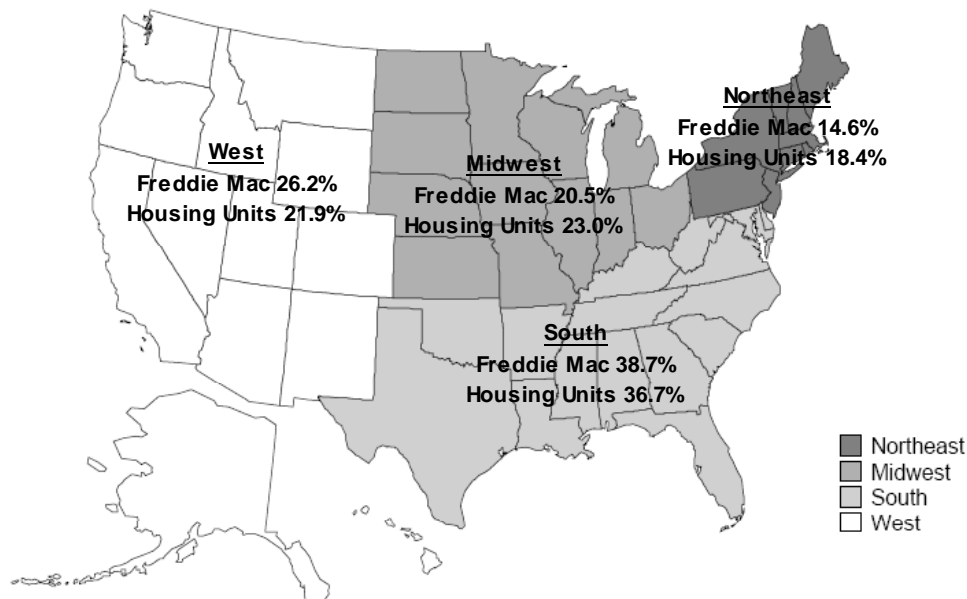 West
Freddie Mac 26.2%
Housing Units 21.9%
Midwest
Freddie Mac 20.5%
Housing Units 23.0%
Northeast
Freddie Mac 14.6%
Housing Units 18.4%
South
Freddie Mac 38.7%
Housing Units 36.7%
Northeast
Midwest
South
West